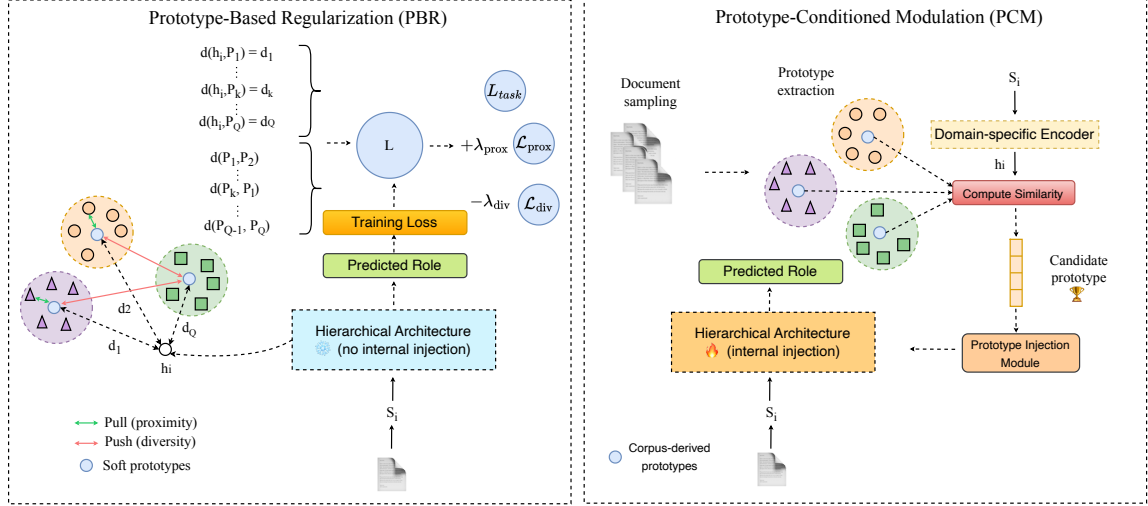 Prototype-Based Regularization (PBR)
d(hi,P1) = d1
d(hi,Pk) = dk
d(hi,PQ) = dQ
d(P1,P2)
d(Pk, Pl)
d(PQ-1, PQ)
L
Ltask
+λprox Lprox
−λdiv Ldiv
Training Loss
Predicted Role
Hierarchical Architecture
(no internal injection)
d1
d2
dQ
hi
Si
Pull (proximity)
Push (diversity)
Soft prototypes
Prototype-Conditioned Modulation (PCM)
Document
sampling
Prototype
extraction
Si
Domain-specific Encoder
hi
Compute Similarity
Candidate
prototype
Prototype Injection
Module
Predicted Role
Hierarchical Architecture
(internal injection)
Si
Corpus-derived
prototypes